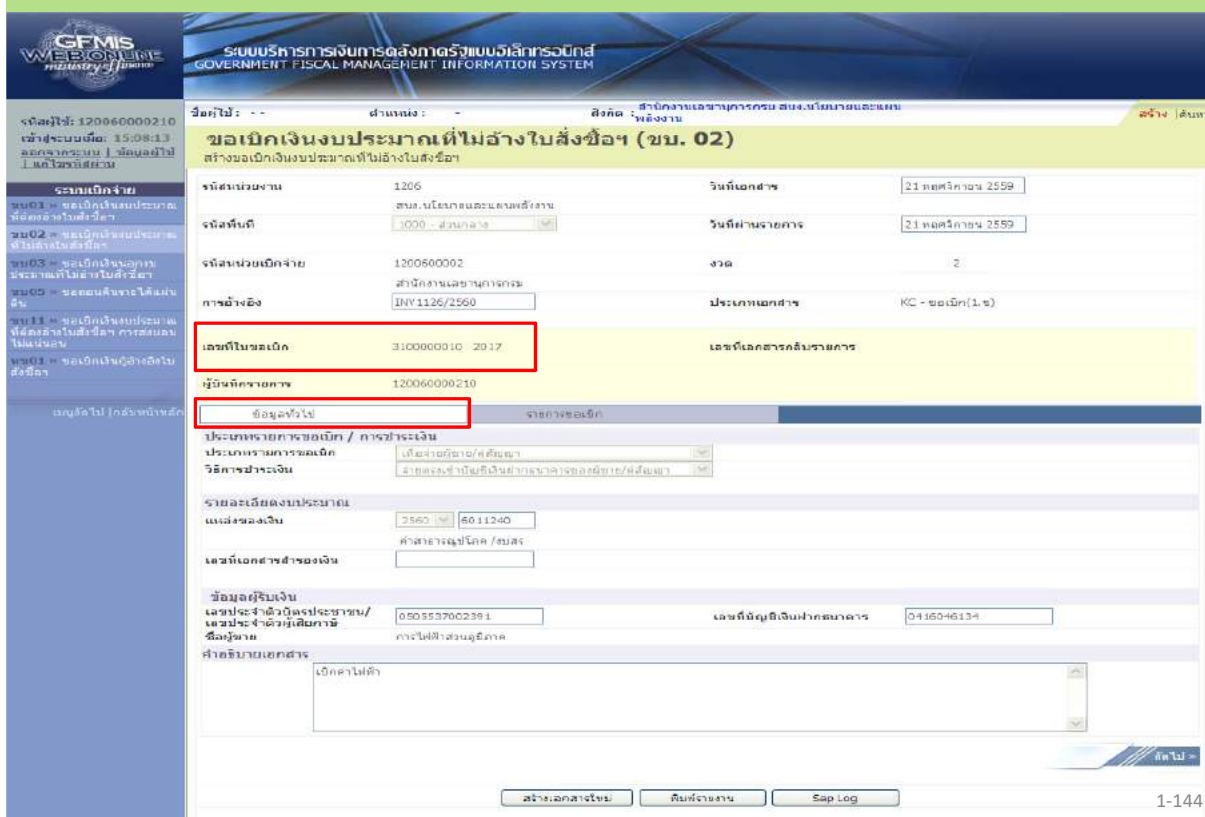 GFMIS
WEB ONLINE
ministry of finance
ระบบบริหารการเงินการคลังภาครัฐแบบอิเล็กทรอนิกส์
GOVERNMENT FISCAL MANAGEMENT INFORMATION SYSTEM
รหัสผู้ใช้: 120600000210
เข้าสู่ระบบเมื่อ: 15:08:13
ออกจากระบบ | ข้อมูลผู้ใช้
| แก้ไขรหัสผ่าน
ระบบเบิกจ่าย
ขบ01 » ขอเบิกเงินงบประมาณ
ที่ต้องอ้างใบสั่งซื้อฯ
ขบ02 » ขอเบิกเงินงบประมาณ
ที่ไม่อ้างใบสั่งซื้อฯ
ขบ03 » ขอเบิกเงินนอกงบ
ประมาณที่ไม่อ้างใบสั่งซื้อฯ
ขบ05 » ขอถอนคืนรายได้แผ่น
ดิน
ขบ11 » ขอเบิกเงินงบประมาณ
ที่ต้องอ้างใบสั่งซื้อฯ การส่งมอบ
ไม่แน่นอน
» ขอเบิกเงินกู้อ้างอิงใบ
สั่งซื้อฯ
เมนูถัดไป |กลับหน้าหลัก
ชื่อผู้ใช้ : - - ตำแหน่ง : - สังกัด : สำนักงานเลขานุการกรม สนง.นโยบายและแผน
พลังงาน
สร้าง |ค้นหา
ขอเบิกเงินงบประมาณที่ไม่อ้างใบสั่งซื้อฯ (ขบ. 02)
สร้างขอเบิกเงินงบประมาณที่ไม่อ้างใบสั่งซื้อฯ
รหัสหน่วยงาน 1206 วันที่เอกสาร 21 พฤศจิกายน 2559
สนง.นโยบายและแผนพลังงาน
รหัสพื้นที่ 1000 - ส่วนกลาง วันที่ผ่านรายการ 21 พฤศจิกายน 2559
รหัสหน่วยเบิกจ่าย 1200600002 งวด 2
สำนักงานเลขานุการกรม
การอ้างอิง INV1126/2560 ประเภทเอกสาร KC - ขอเบิก(1.ช)
เลขที่ใบขอเบิก 3100000010 2017 เลขที่เอกสารกลับรายการ
ผู้บันทึกรายการ 120600000210
ข้อมูลทั่วไป รายการขอเบิก
ประเภทรายการขอเบิก / การชำระเงิน
ประเภทรายการขอเบิก เพื่อจ่ายผู้ขาย/คู่สัญญา
วิธีการชำระเงิน จ่ายตรงเข้าบัญชีเงินฝากธนาคารของผู้ขาย/คู่สัญญา
รายละเอียดงบประมาณ
แหล่งของเงิน 2560 6011240
ค่าสาธารณูปโภค /งบสร
เลขที่เอกสารสำรองเงิน
ข้อมูลผู้รับเงิน
เลขประจำตัวบัตรประชาชน/ 0505537002391 เลขที่บัญชีเงินฝากธนาคาร 0416046134
เลขประจำตัวผู้เสียภาษี
ชื่อผู้ขาย การไฟฟ้าส่วนภูมิภาค
คำอธิบายเอกสาร
เบิกค่าไฟฟ้า
ถัดไป »
สร้างเอกสารใหม่ พิมพ์รายงาน Sap Log
1-144